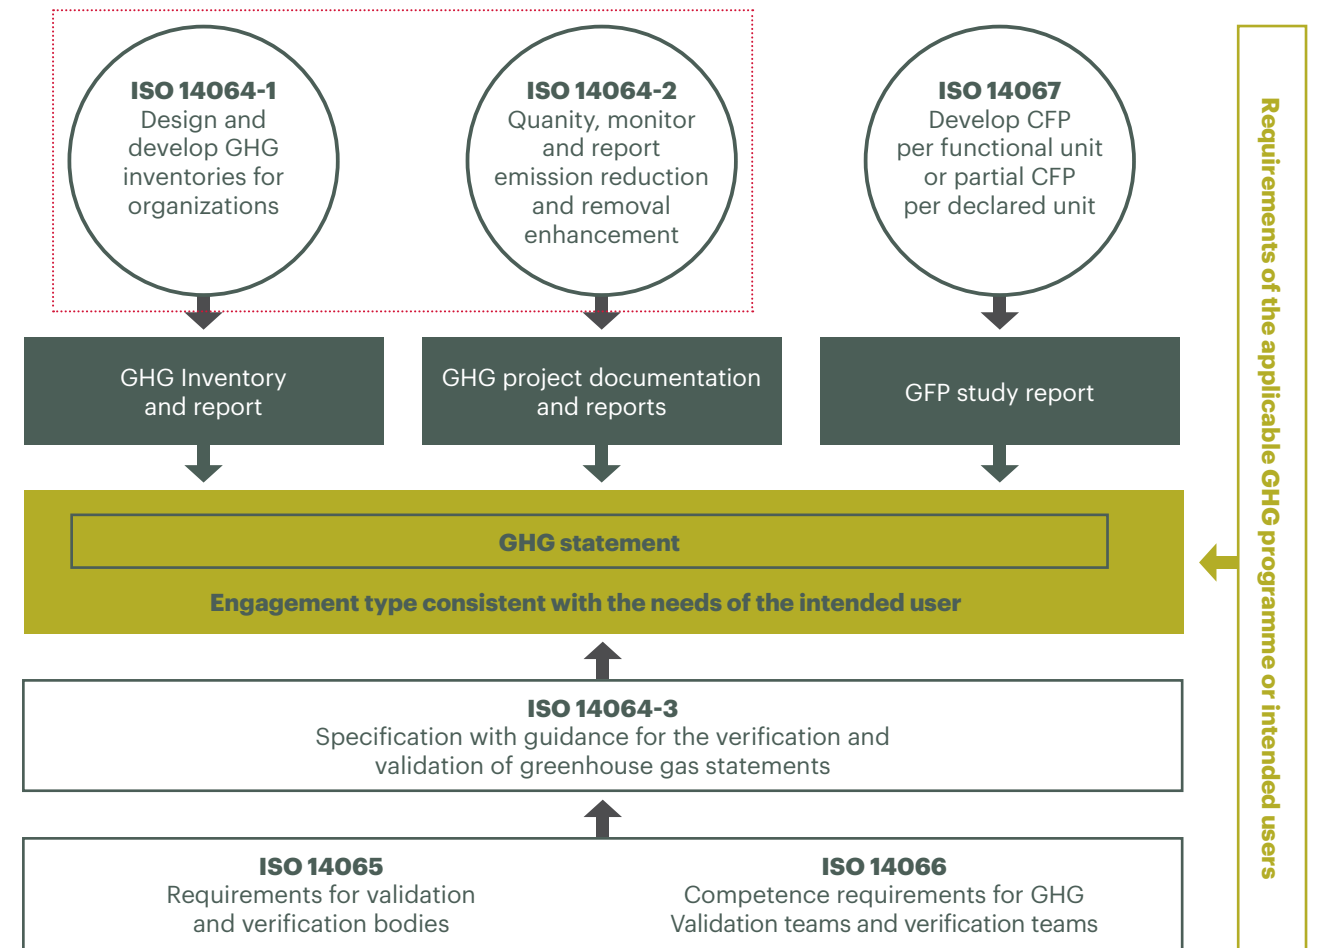 ISO 14064-1
Design and
develop GHG
inventories for
organizations
ISO 14064-2
Quanity, monitor
and report
emission reduction
and removal
enhancement
ISO 14067
Develop CFP
per functional unit
or partial CFP
per declared unit
GHG Inventory
and report
GHG project documentation
and reports
GFP study report
GHG statement
Engagement type consistent with the needs of the intended user
ISO 14064-3
Specification with guidance for the verification and
validation of greenhouse gas statements
ISO 14065
Requirements for validation
and verification bodies
ISO 14066
Competence requirements for GHG
Validation teams and verification teams
Requirements of the applicable GHG programme or intended users